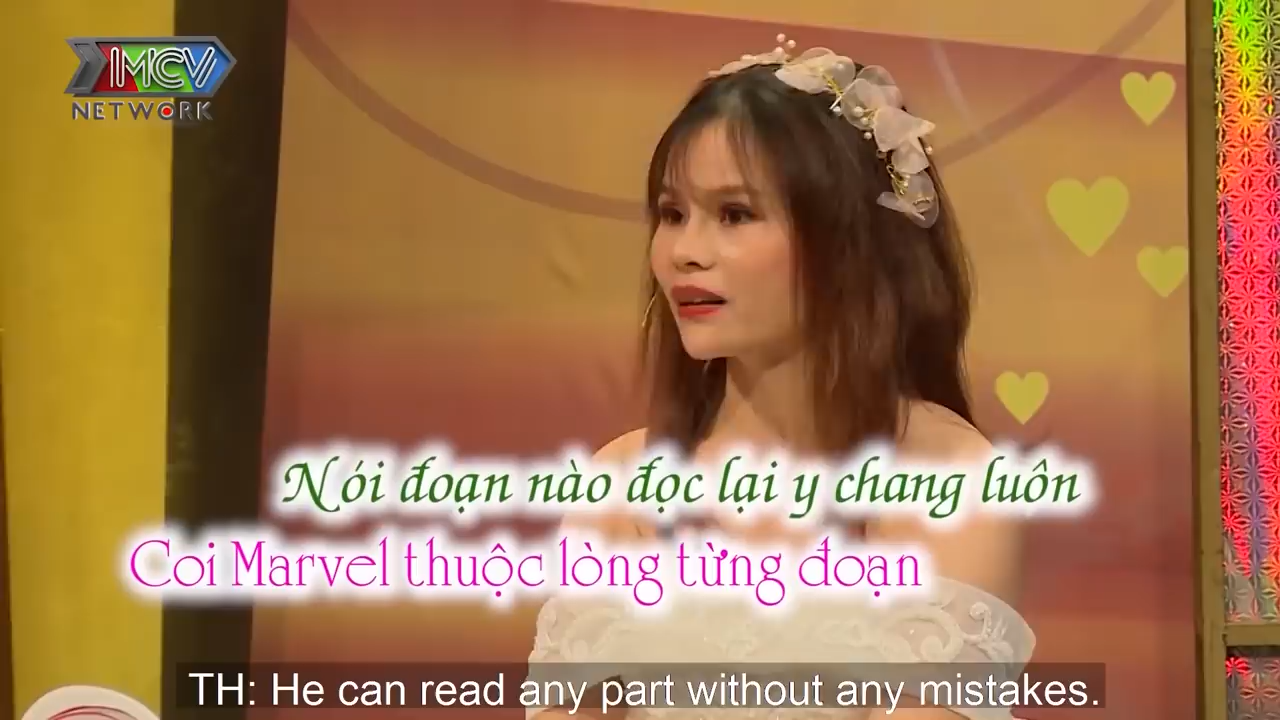 MCV
NETWORK
Nói đoạn nào đọc lại y chang luôn
Coi Marvel thuộc lòng từng đoạn
TH: He can read any part without any mistakes.